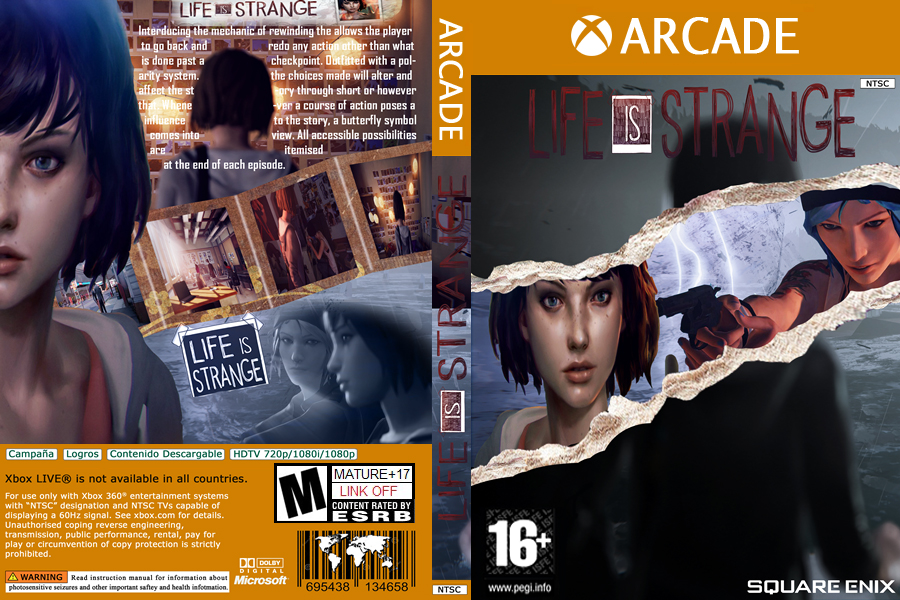 LIFE IS STRANGE
Interducing the mechanic of rewinding the allows the player
to go back and redo any action other than what
is done past a checkpoint. Outfitted with a pol-
arity system. the choices made will alter and
affect the st ory through short or however
that. Whene -ver a course of action poses a
influence to the story, a butterfly symbol
comes into view. All accessible possibilities
are itemised
at the end of each episode.
LIFE IS
STRANGE
Campaña Logros Contenido Descargable HDTV 720p/1080i/1080p
Xbox LIVE® is not available in all countries.
For use only with Xbox 360® entertainment systems
with “NTSC” designation and NTSC TVs capable of
displaying a 60Hz signal. See xbox.com for details.
Unauthorised coping reverse engineering,
transmission, public performance, rental, pay for
play or circumvention of copy protection is strictly
prohibited.
WARNING Read instruction manual for information about
photosensitive seizures and other important saftey and health infotmation.
M
MATURE+17
LINK OFF
CONTENT RATED BY
ESRB
DOLBY
DIGITAL
Microsoft
695438 134658
ARCADE
LIFE IS STRANGE
NTSC
ARCADE
NTSC
LIFE IS STRANGE
16+
www.pegi.info
SQUARE ENIX